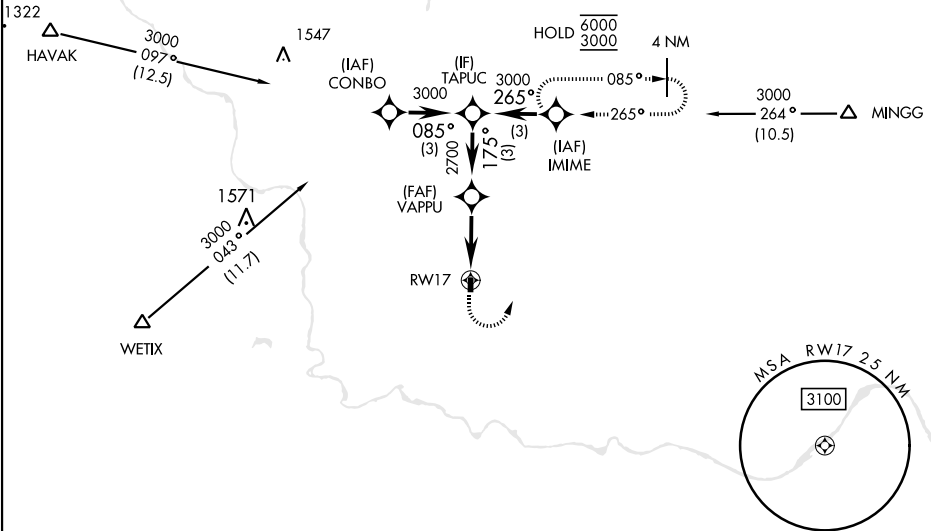 1322
HAVAK
3000
097°
(12.5)
1547
(IAF)
CONBO
3000
085°
(3)
(IF)
TAPUC
3000
265°
(3)
HOLD 6000
3000
4 NM
085°
265°
(IAF)
IMIME
3000
264°
(10.5)
MINGG
2700
175°
(3)
(FAF)
VAPPU
RW17
1571
3000
043°
(11.7)
WETIX
MSA RW17 25 NM
3100